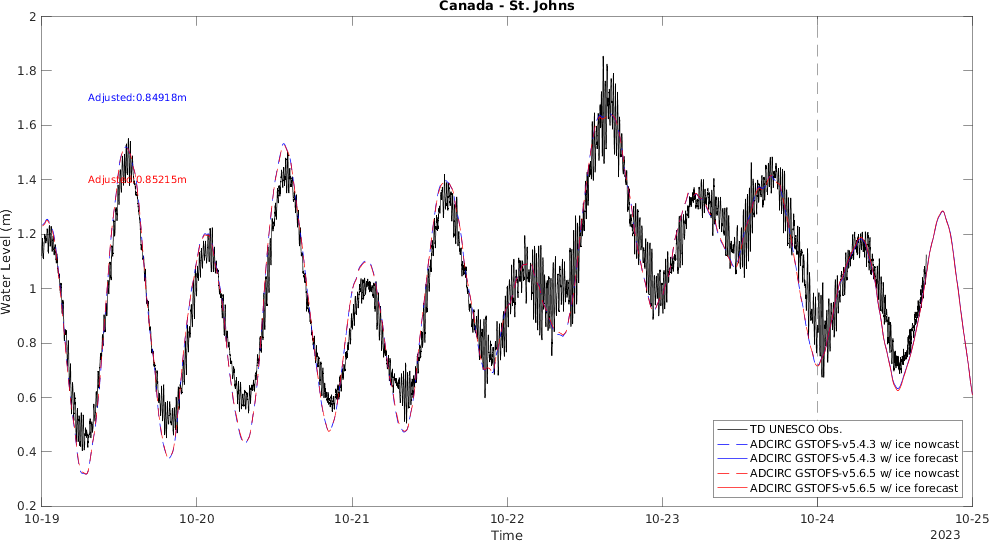 Canada - St. Johns
2
1.8
1.6
1.4
1.2
1
0.8
0.6
0.4
0.2
Water Level (m)
Adjusted:0.84918m
Adjusted:0.85215m
TD UNESCO Obs.
ADCIRC GSTOFS-v5.4.3 w/ ice nowcast
ADCIRC GSTOFS-v5.4.3 w/ ice forecast
ADCIRC GSTOFS-v5.6.5 w/ ice nowcast
ADCIRC GSTOFS-v5.6.5 w/ ice forecast
10-19 10-20 10-21 10-22 10-23 10-24 10-25
Time
2023